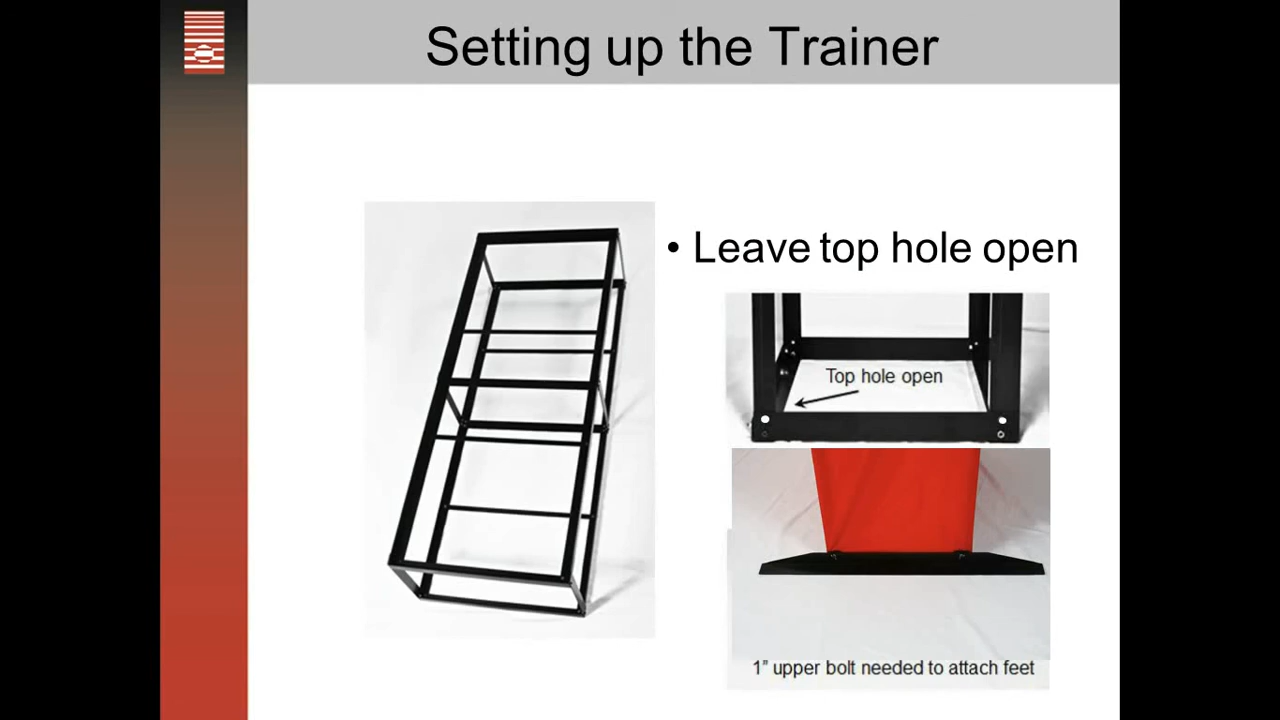 Setting up the Trainer
• Leave top hole open
Top hole open
1” upper bolt needed to attach feet